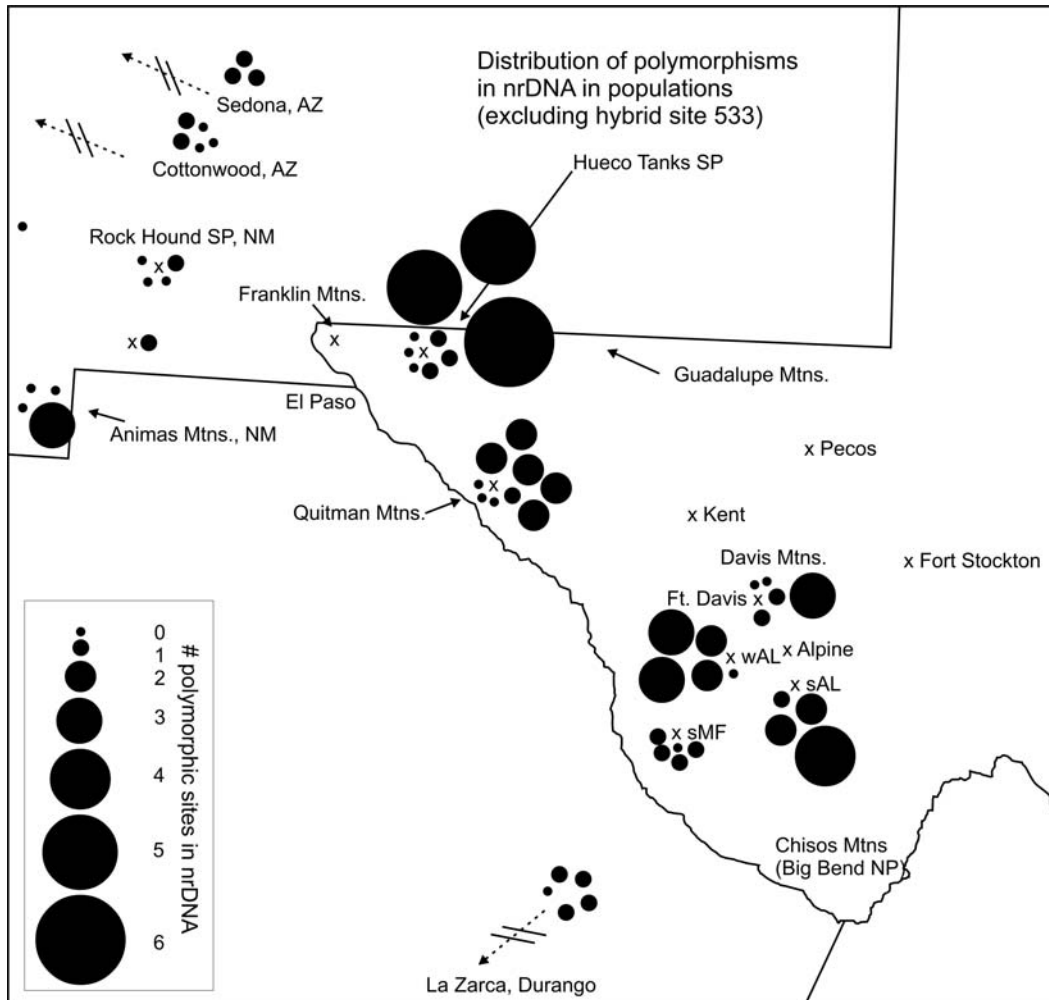 Distribution of polymorphisms
in nrDNA in populations
(excluding hybrid site 533)
Sedona, AZ
Cottonwood, AZ
Hueco Tanks SP
Rock Hound SP, NM
x
Franklin Mtns.
x
x
x
Guadalupe Mtns.
El Paso
Animas Mtns., NM
x Pecos
x
Quitman Mtns.
x Kent
Davis Mtns.
x Fort Stockton
Ft. Davis x
x wAL
x Alpine
x sAL
x sMF
0
1
2
3
4
5
6
# polymorphic sites in nrDNA
Chisos Mtns
(Big Bend NP)
La Zarca, Durango